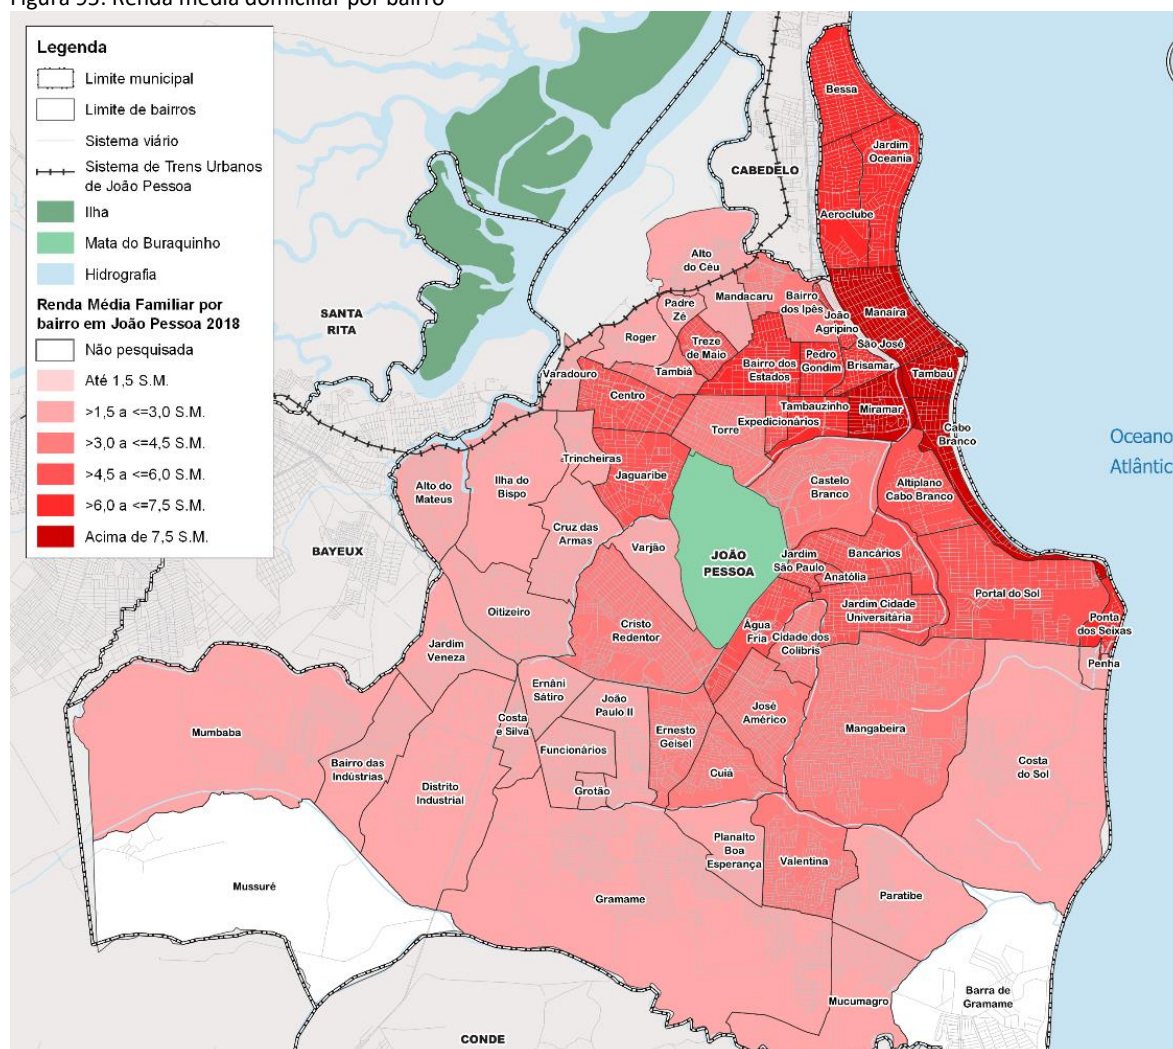 Figura 95: Renda média domiciliar por bairro
Legenda
Limite municipal
Limite de bairros
Sistema viário
Sistema de Trens Urbanos
de João Pessoa
Ilha
Mata do Buraquinho
Hidrografia
Renda Média Familiar por
bairro em João Pessoa 2018
Não pesquisada
Até 1,5 S.M.
>1,5 a <=3,0 S.M.
>3,0 a <=4,5 S.M.
>4,5 a <=6,0 S.M.
>6,0 a <=7,5 S.M.
Acima de 7,5 S.M.
Bessa
Jardim
Oceania
CABEDELO
Aeroclube
Alto
do Céu
SANTA
RITA
Padre
Zé
Mandacaru
Bairro
dos Ipês
João
Agripino
Manaíra
São José
Roger
Treze
de Maio
Tambiá
Bairro dos
Estados
Pedro
Gondim
Brisamar
Tambaú
Varadouro
Centro
Torre
Expedicionários
Tambauzinho
Miramar
Cabo
Branco
Oceano
Atlântic
Trincheiras
Jaguaribe
Ilha do
Bispo
Alto do
Mateus
Castelo
Branco
Altiplano
Cabo Branco
Cruz das
Armas
Varjão
JOÃO
PESSOA
BAYEUX
Jardim
São Paulo
Bancários
Anatólia
Jardim Cidade
Universitária
Portal do Sol
Ponta
dos Seixas
Penha
Oitizeiro
Cristo
Redentor
Água
Fria
Cidade dos
Colibris
Jardim
Veneza
Ernâni
Sátiro
João
Paulo II
Costa
e Silva
Funcionários
Grotão
Ernesto
Geisel
José
Américo
Cuiá
Mangabeira
Costa
do Sol
Mumbaba
Bairro das
Indústrias
Distrito
Industrial
Planalto
Boa
Esperança
Valentina
Paratibe
Mussuré
Gramame
Mucumagro
Barra de
Gramame
CONDE